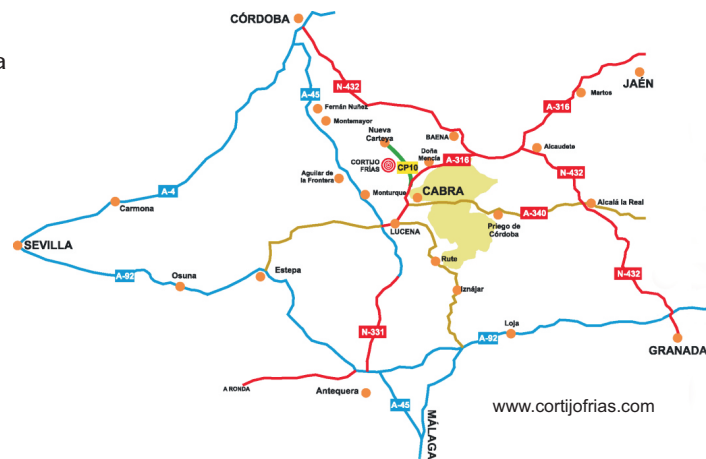 CÓRDOBA
a
N-432
JAÉN
A-45
Martos
A-316
Fernán Nuñez
Montemayor
Nueva
Carteya
BAENA
Alcaudete
Doña
Mencía
A-316
CORTIJO
FRÍAS
CP10
N-432
Aguilar de
la Frontera
A-4
Monturque
CABRA
Carmona
Alcalá la Real
A-340
Priego de
Córdoba
LUCENA
SEVILLA
Rute
A-92
Osuna
Estepa
N-432
Iznájar
Loja
N-331
A-92
GRANADA
A RONDA
Antequera
A-45
MÁLAGA
www.cortijofrias.com